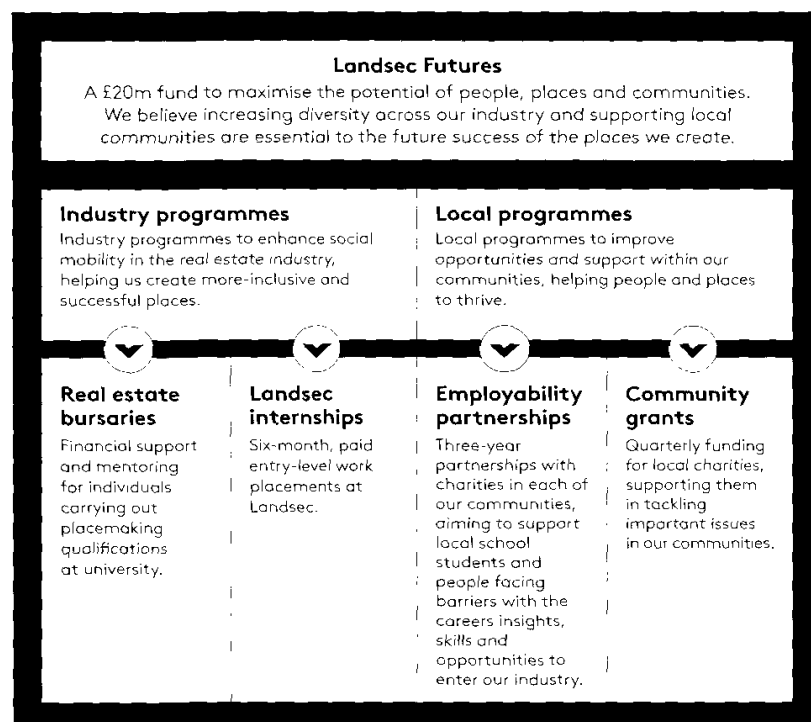 Landsec Futures
A £20m fund to maximise the potential of people, places and communities.
We believe increasing diversity across our industry and supporting local
communities are essential to the future success of the places we create.
Industry programmes
Industry programmes to enhance social
mobility in the real estate industry,
helping us create more-inclusive and
successful places.
Local programmes
Local programmes to improve
opportunities and support within our
communities, helping people and places
to thrive.
Real estate
bursaries
Financial support
and mentoring
for individuals
carrying out
placemaking
qualifications
at university.
Landsec
internships
Six-month, paid
entry-level work
placements at
Landsec.
Employability
partnerships
Three-year
partnerships with
charities in each of
our communities,
aiming to support
local school
students and
people facing
barriers with the
careers insights,
skills and
opportunities to
enter our industry.
Community
grants
Quarterly funding
for local charities,
supporting them
in tackling
important issues
in our communities.